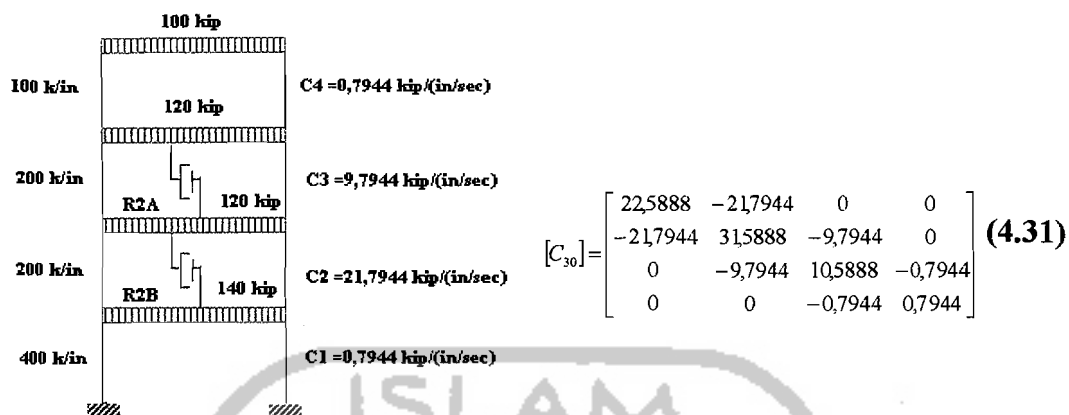 100 kip
100 k/in
C4 =0,7944 kip/(in/sec)
120 kip
200 k/in
R2A
120 kip
C3 =9,7944 kip/(in/sec)
200 k/in
R2B
140 kip
C2 =21,7944 kip/(in/sec)
400 k/in
C1 =0,7944 kip/(in/sec)
[C30]=
22,5888 −21,7944 0 0
−21,7944 31,5888 −9,7944 0
0 −9,7944 10,5888 −0,7944
0 0 −0,7944 0,7944
(4.31)
ISLAM